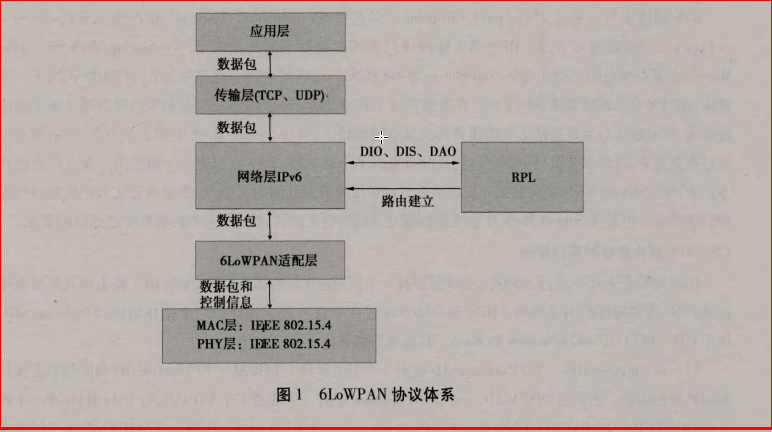 应用层
数据包
传输层(TCP、UDP)
数据包
网络层IPv6
DIO、DIS、DAO
路由建立
RPL
数据包
6LoWPAN适配层
数据包和
控制信息
MAC层：IEEE 802.15.4
PHY层：IEEE 802.15.4
图 1 6LoWPAN 协议体系